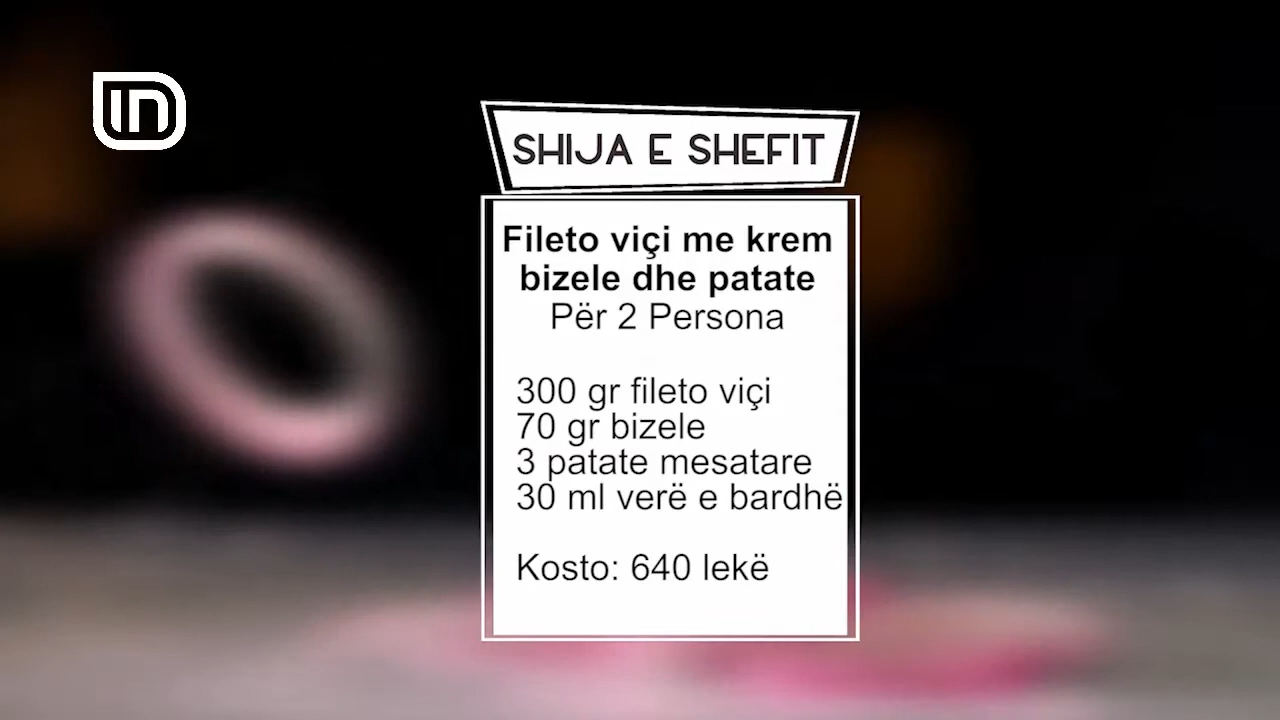 IN
SHIJA E SHEFIT
Fileto viçi me krem
bizele dhe patate
Për 2 Persona
300 gr fileto viçi
70 gr bizele
3 patate mesatare
30 ml verë e bardhë
Kosto: 640 lekë